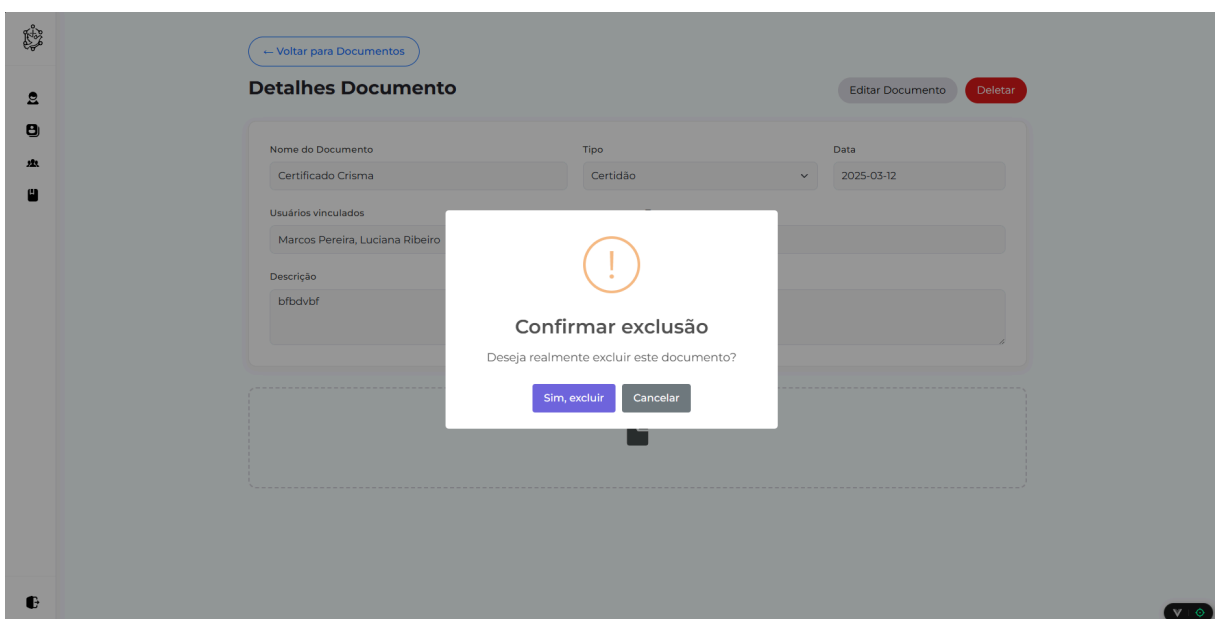 ← Voltar para Documentos
Detalhes Documento
Editar Documento
Deletar
Nome do Documento
Tipo
Data
Certificado Crisma
Certidão
2025-03-12
Usuários vinculados
Marcos Pereira, Luciana Ribeiro
Descrição
bfbdvbf
!
Confirmar exclusão
Deseja realmente excluir este documento?
Sim, excluir
Cancelar